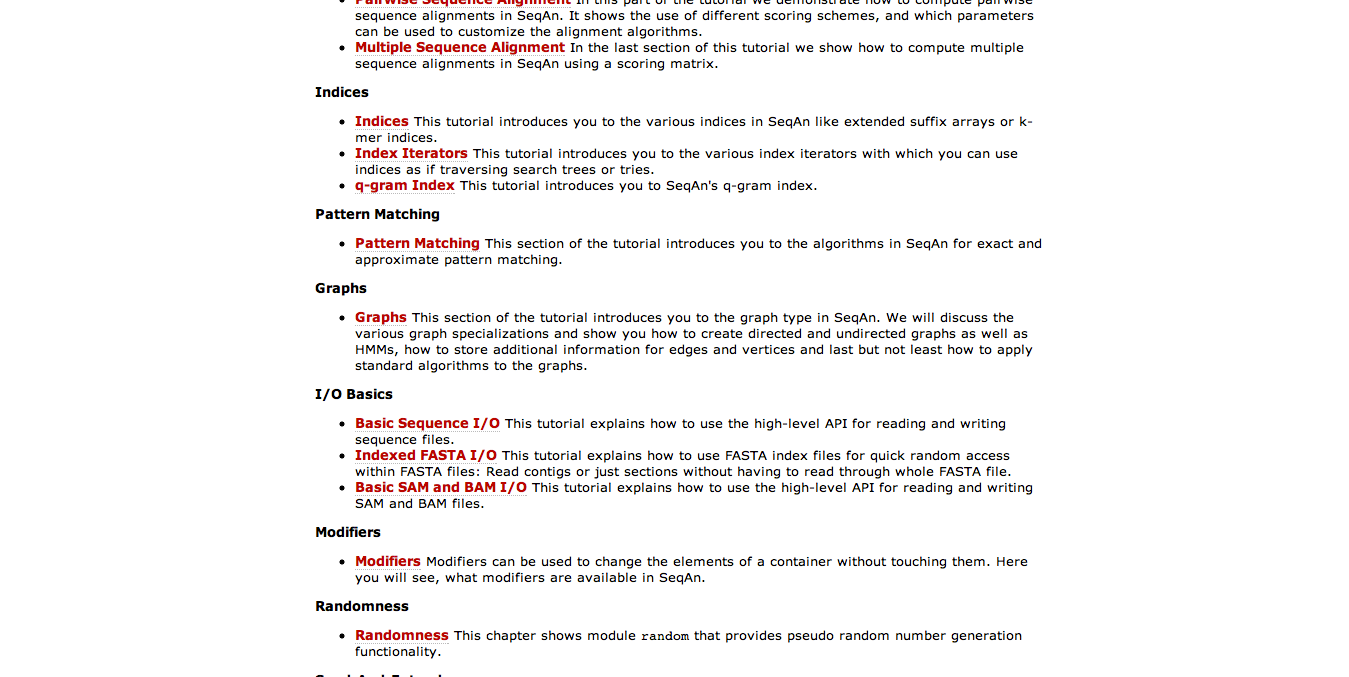 Pairwise Sequence Alignment In this part of the tutorial we demonstrate how to compute pairwise
sequence alignments in SeqAn. It shows the use of different scoring schemes, and which parameters
can be used to customize the alignment algorithms.
Multiple Sequence Alignment In the last section of this tutorial we show how to compute multiple
sequence alignments in SeqAn using a scoring matrix.
Indices
Indices This tutorial introduces you to the various indices in SeqAn like extended suffix arrays or k-
mer indices.
Index Iterators This tutorial introduces you to the various index iterators with which you can use
indices as if traversing search trees or tries.
q-gram Index This tutorial introduces you to SeqAn's q-gram index.
Pattern Matching
Pattern Matching This section of the tutorial introduces you to the algorithms in SeqAn for exact and
approximate pattern matching.
Graphs
Graphs This section of the tutorial introduces you to the graph type in SeqAn. We will discuss the
various graph specializations and show you how to create directed and undirected graphs as well as
HMMs, how to store additional information for edges and vertices and last but not least how to apply
standard algorithms to the graphs.
I/O Basics
Basic Sequence I/O This tutorial explains how to use the high-level API for reading and writing
sequence files.
Indexed FASTA I/O This tutorial explains how to use FASTA index files for quick random access
within FASTA files: Read contigs or just sections without having to read through whole FASTA file.
Basic SAM and BAM I/O This tutorial explains how to use the high-level API for reading and writing
SAM and BAM files.
Modifiers
Modifiers Modifiers can be used to change the elements of a container without touching them. Here
you will see, what modifiers are available in SeqAn.
Randomness
Randomness This chapter shows module random that provides pseudo random number generation
functionality.